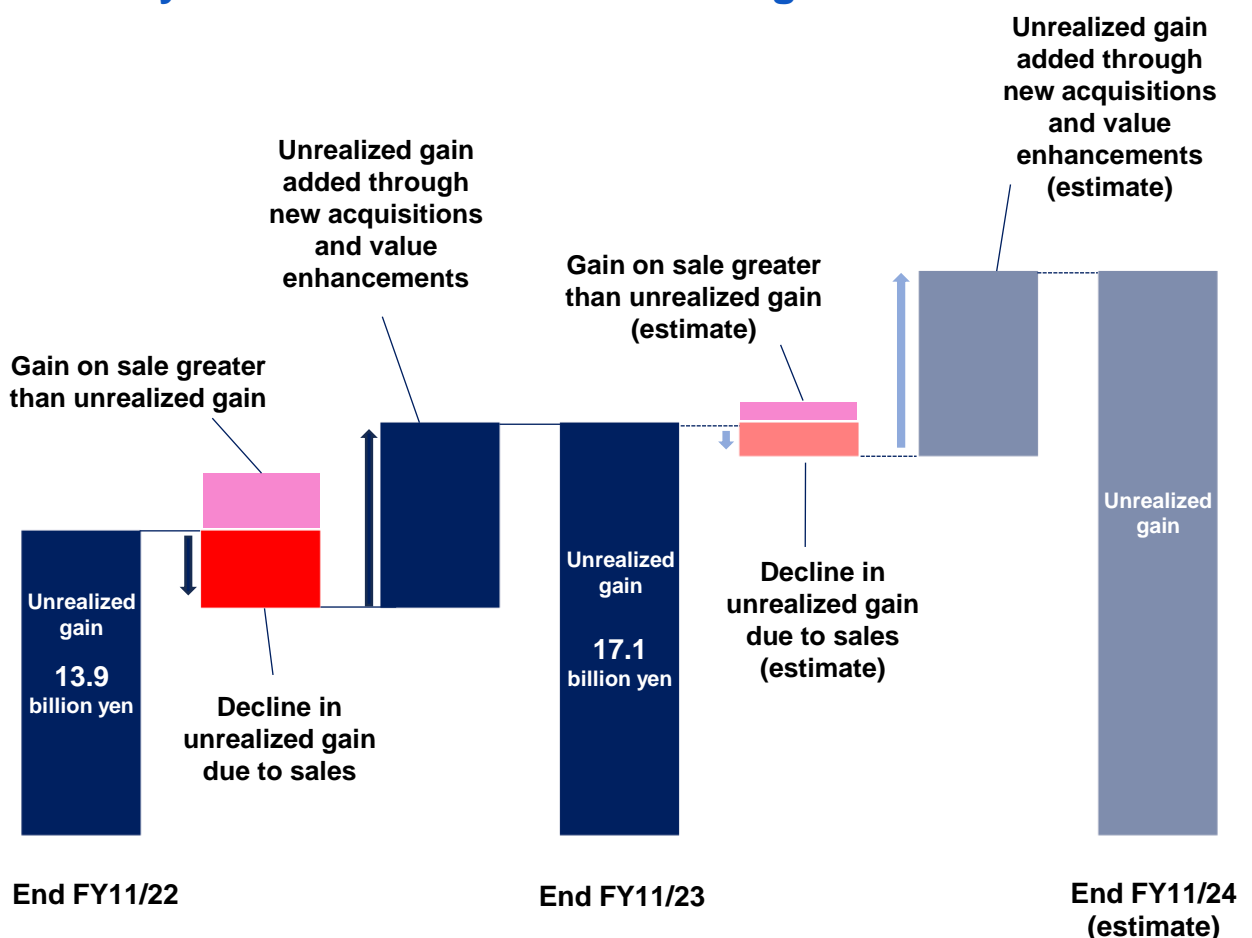 Unrealized gain
added through
new acquisitions
and value
enhancements
(estimate)
Unrealized gain
added through
new acquisitions
and value
enhancements
Gain on sale greater
than unrealized gain
(estimate)
Gain on sale greater
than unrealized gain
Unrealized
gain
13.9
billion yen
Decline in
unrealized gain
due to sales
Unrealized
gain
17.1
billion yen
Decline in
unrealized gain
due to sales
(estimate)
Unrealized
gain
End FY11/22
End FY11/23
End FY11/24
(estimate)